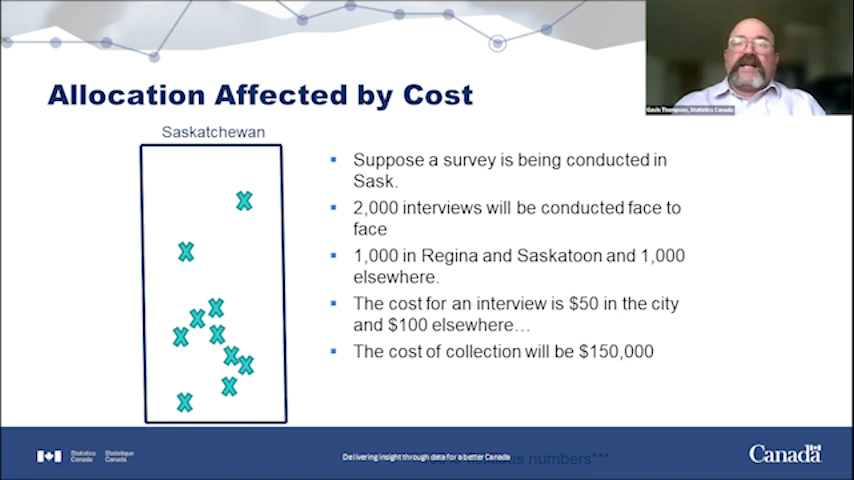 Allocation Affected by Cost
Gavin Thompson, Statistics Canada
Saskatchewan
Suppose a survey is being conducted in
Sask.
2,000 interviews will be conducted face to
face
1,000 in Regina and Saskatoon and 1,000
elsewhere.
The cost for an interview is $50 in the city
and $100 elsewhere…
The cost of collection will be $150,000
Statistics Statistique
Canada Canada
Delivering insight through data for a better Canada
numbers***
Canada